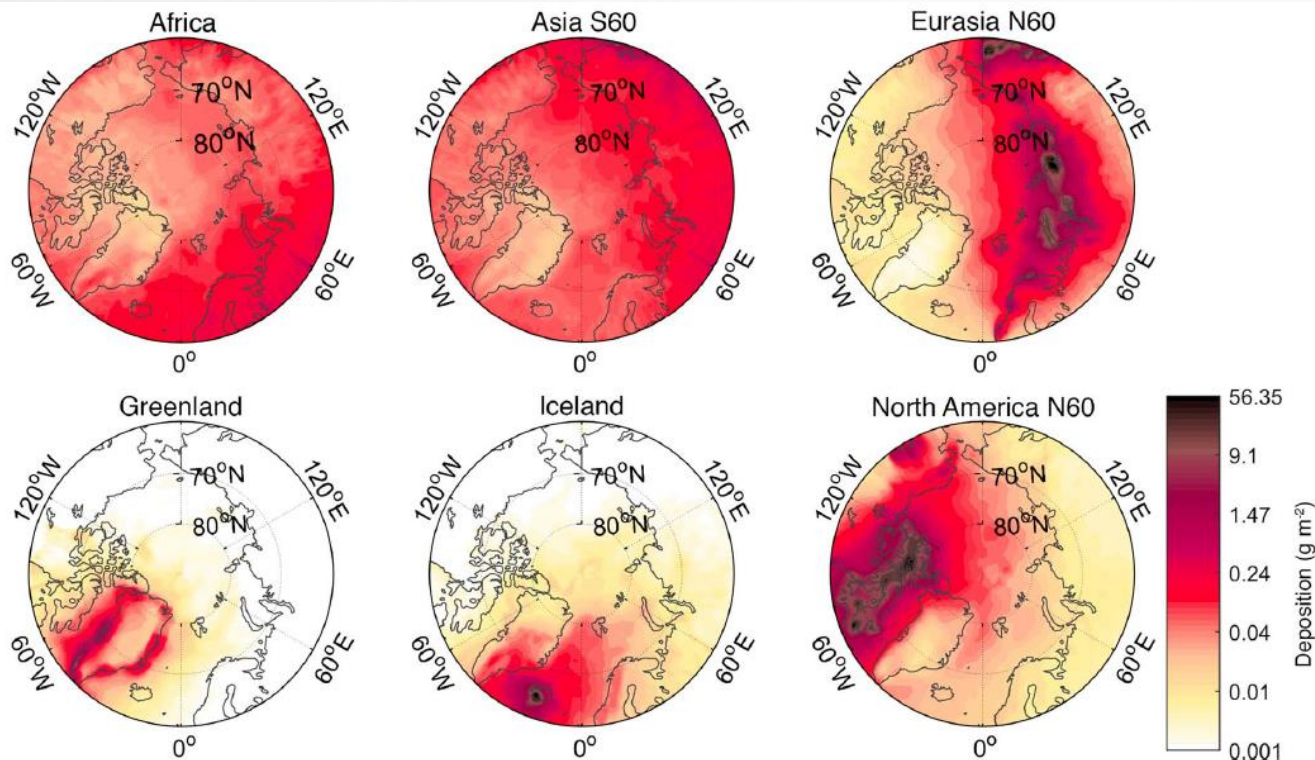 Africa
120°W
70°N
80°N
120°E
60°W
60°E
0°
Asia S60
120°W
70°N
80°N
120°E
60°W
60°E
0°
Eurasia N60
120°W
70°N
80°N
120°E
60°W
60°E
0°
Greenland
120°W
70°N
80°N
120°E
60°W
60°E
0°
Iceland
120°W
70°N
80°N
120°E
60°W
60°E
0°
North America N60
120°W
70°N
80°N
120°E
60°W
60°E
0°
56.35
9.1
1.47
0.24
0.04
0.01
0.001
Deposition (g m⁻²)